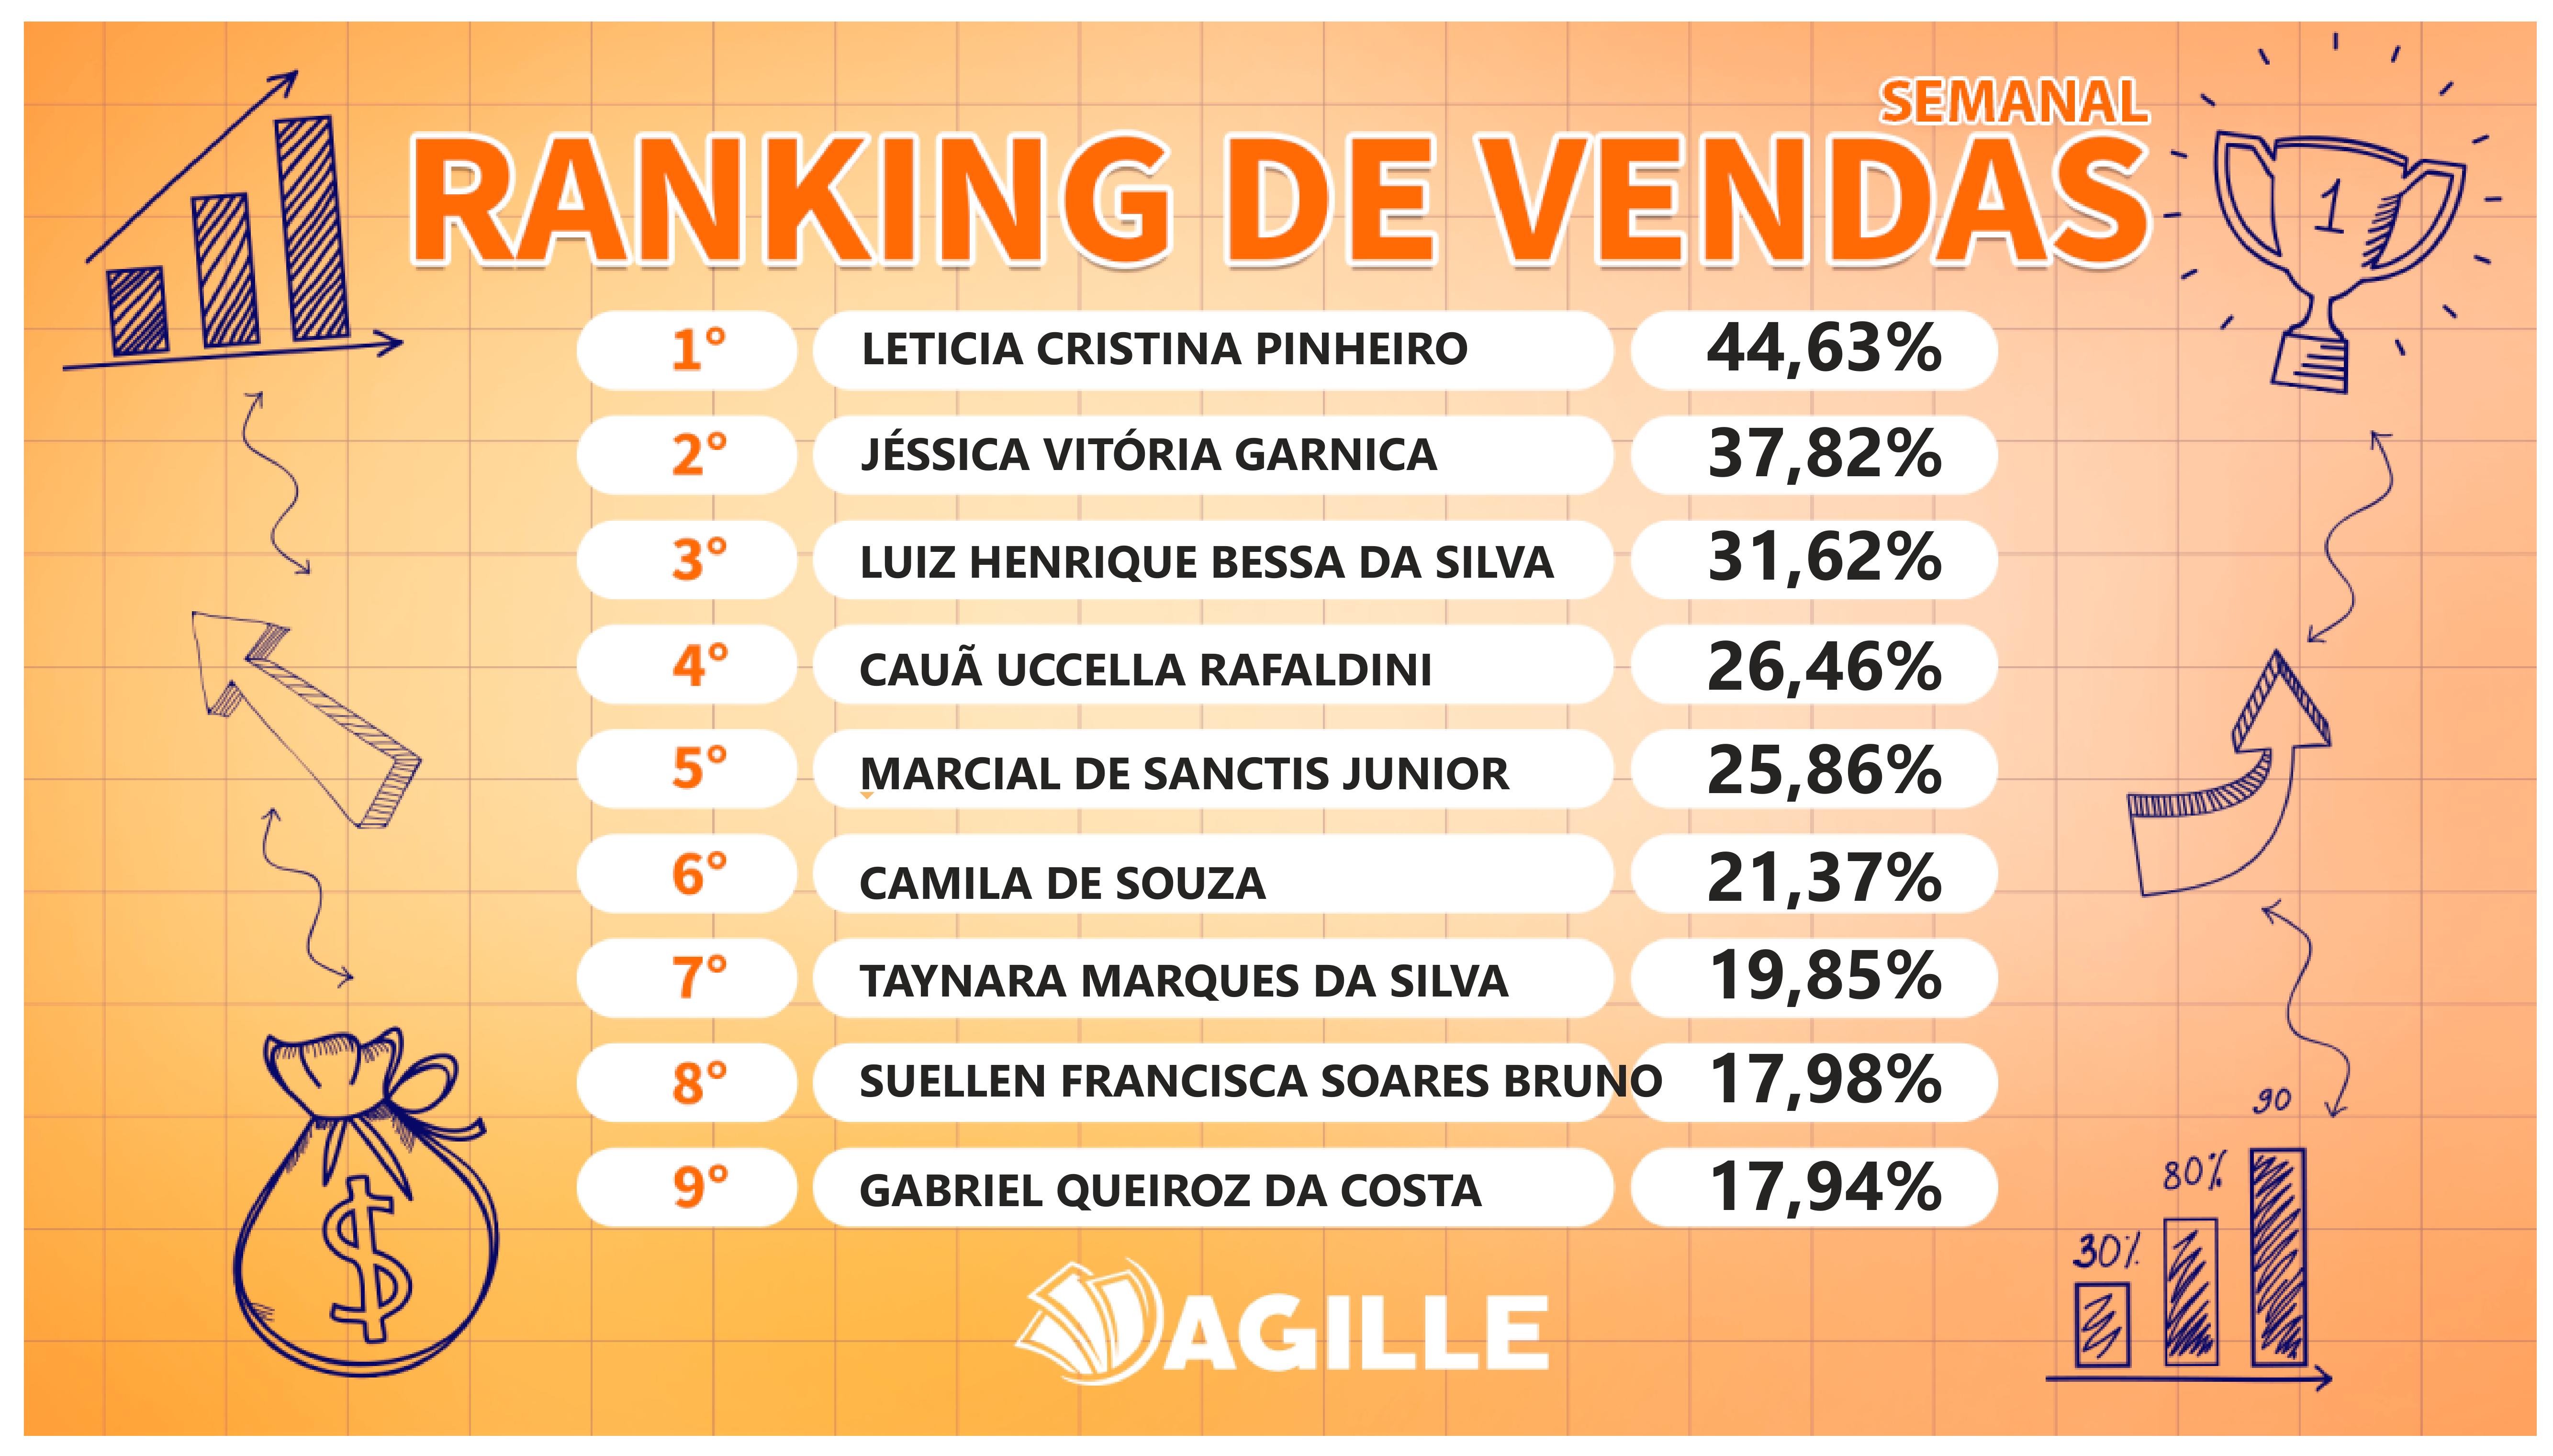 SEMANAL
RANKING DE VENDAS
1
1° LETICIA CRISTINA PINHEIRO 44,63%
2° JÉSSICA VITÓRIA GARNICA 37,82%
3° LUIZ HENRIQUE BESSA DA SILVA 31,62%
4° CAUÃ UCCELLA RAFALDINI 26,46%
5° MARCIAL DE SANCTIS JUNIOR 25,86%
6° CAMILA DE SOUZA 21,37%
7° TAYNARA MARQUES DA SILVA 19,85%
8° SUELLEN FRANCISCA SOARES BRUNO 17,98%
9° GABRIEL QUEIROZ DA COSTA 17,94%
$
90
80%
30%
AGILLE